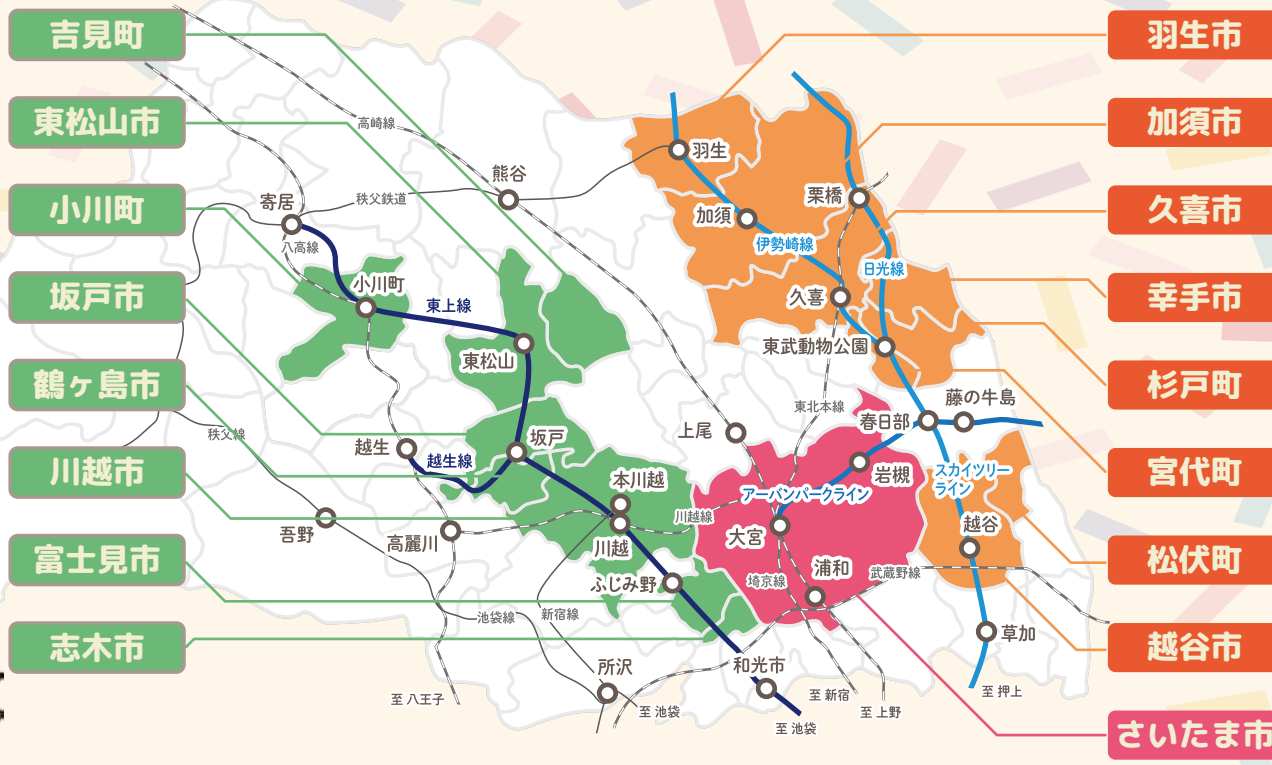 吉見町
東松山市
小川町
坂戸市
鶴ヶ島市
川越市
富士見市
志木市
羽生市
加須市
久喜市
幸手市
杉戸町
宮代町
松伏町
越谷市
さいたま市
高崎線
熊谷
寄居
秩父鉄道
八高線
小川町
東上線
東松山
羽生
加須
伊勢崎線
栗橋
日光線
久喜
東武動物公園
東北本線
藤の牛島
春日部
上尾
秩父線
越生
越生線
坂戸
本川越
川越線
岩槻
アーバンパークライン
スカイツリー
ライン
吾野
高麗川
川越
大宮
越谷
ふじみ野
埼京線
浦和
武蔵野線
池袋線
新宿線
草加
所沢
和光市
至 八王子
至 池袋
至 池袋
至 新宿
至 上野
至 押上